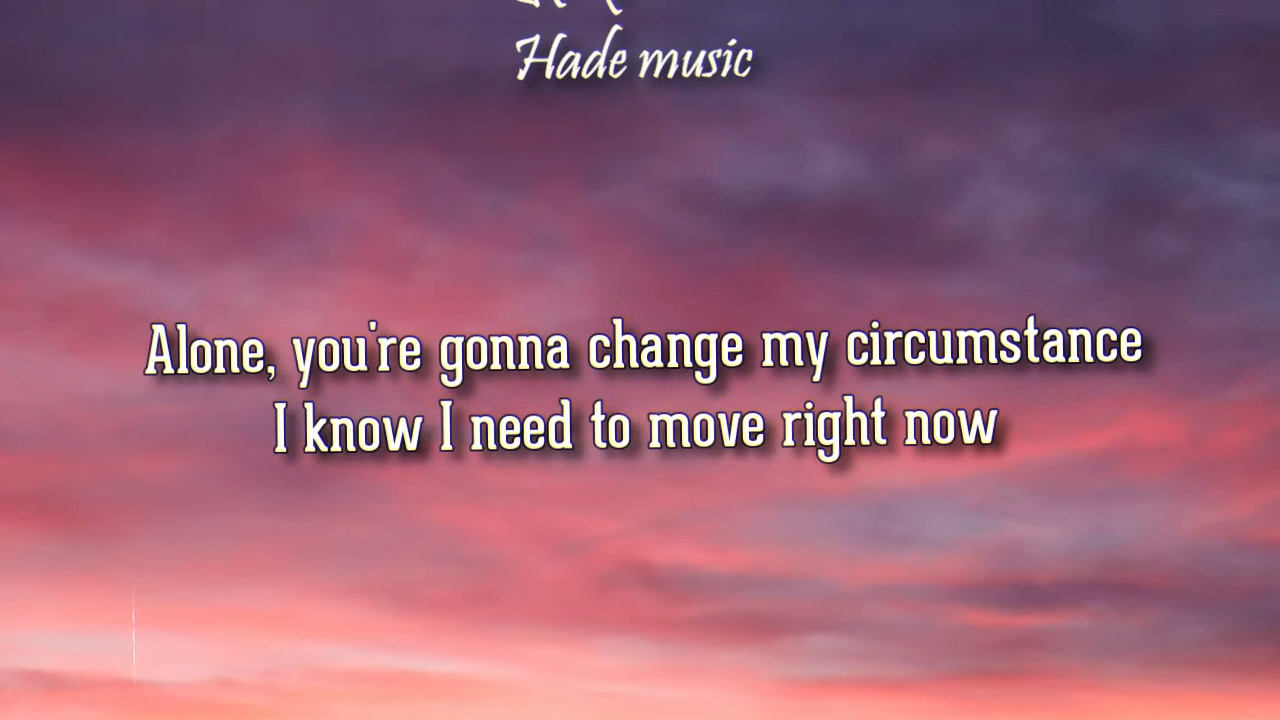 Hade music
Alone, you're gonna change my circumstance
I know I need to move right now